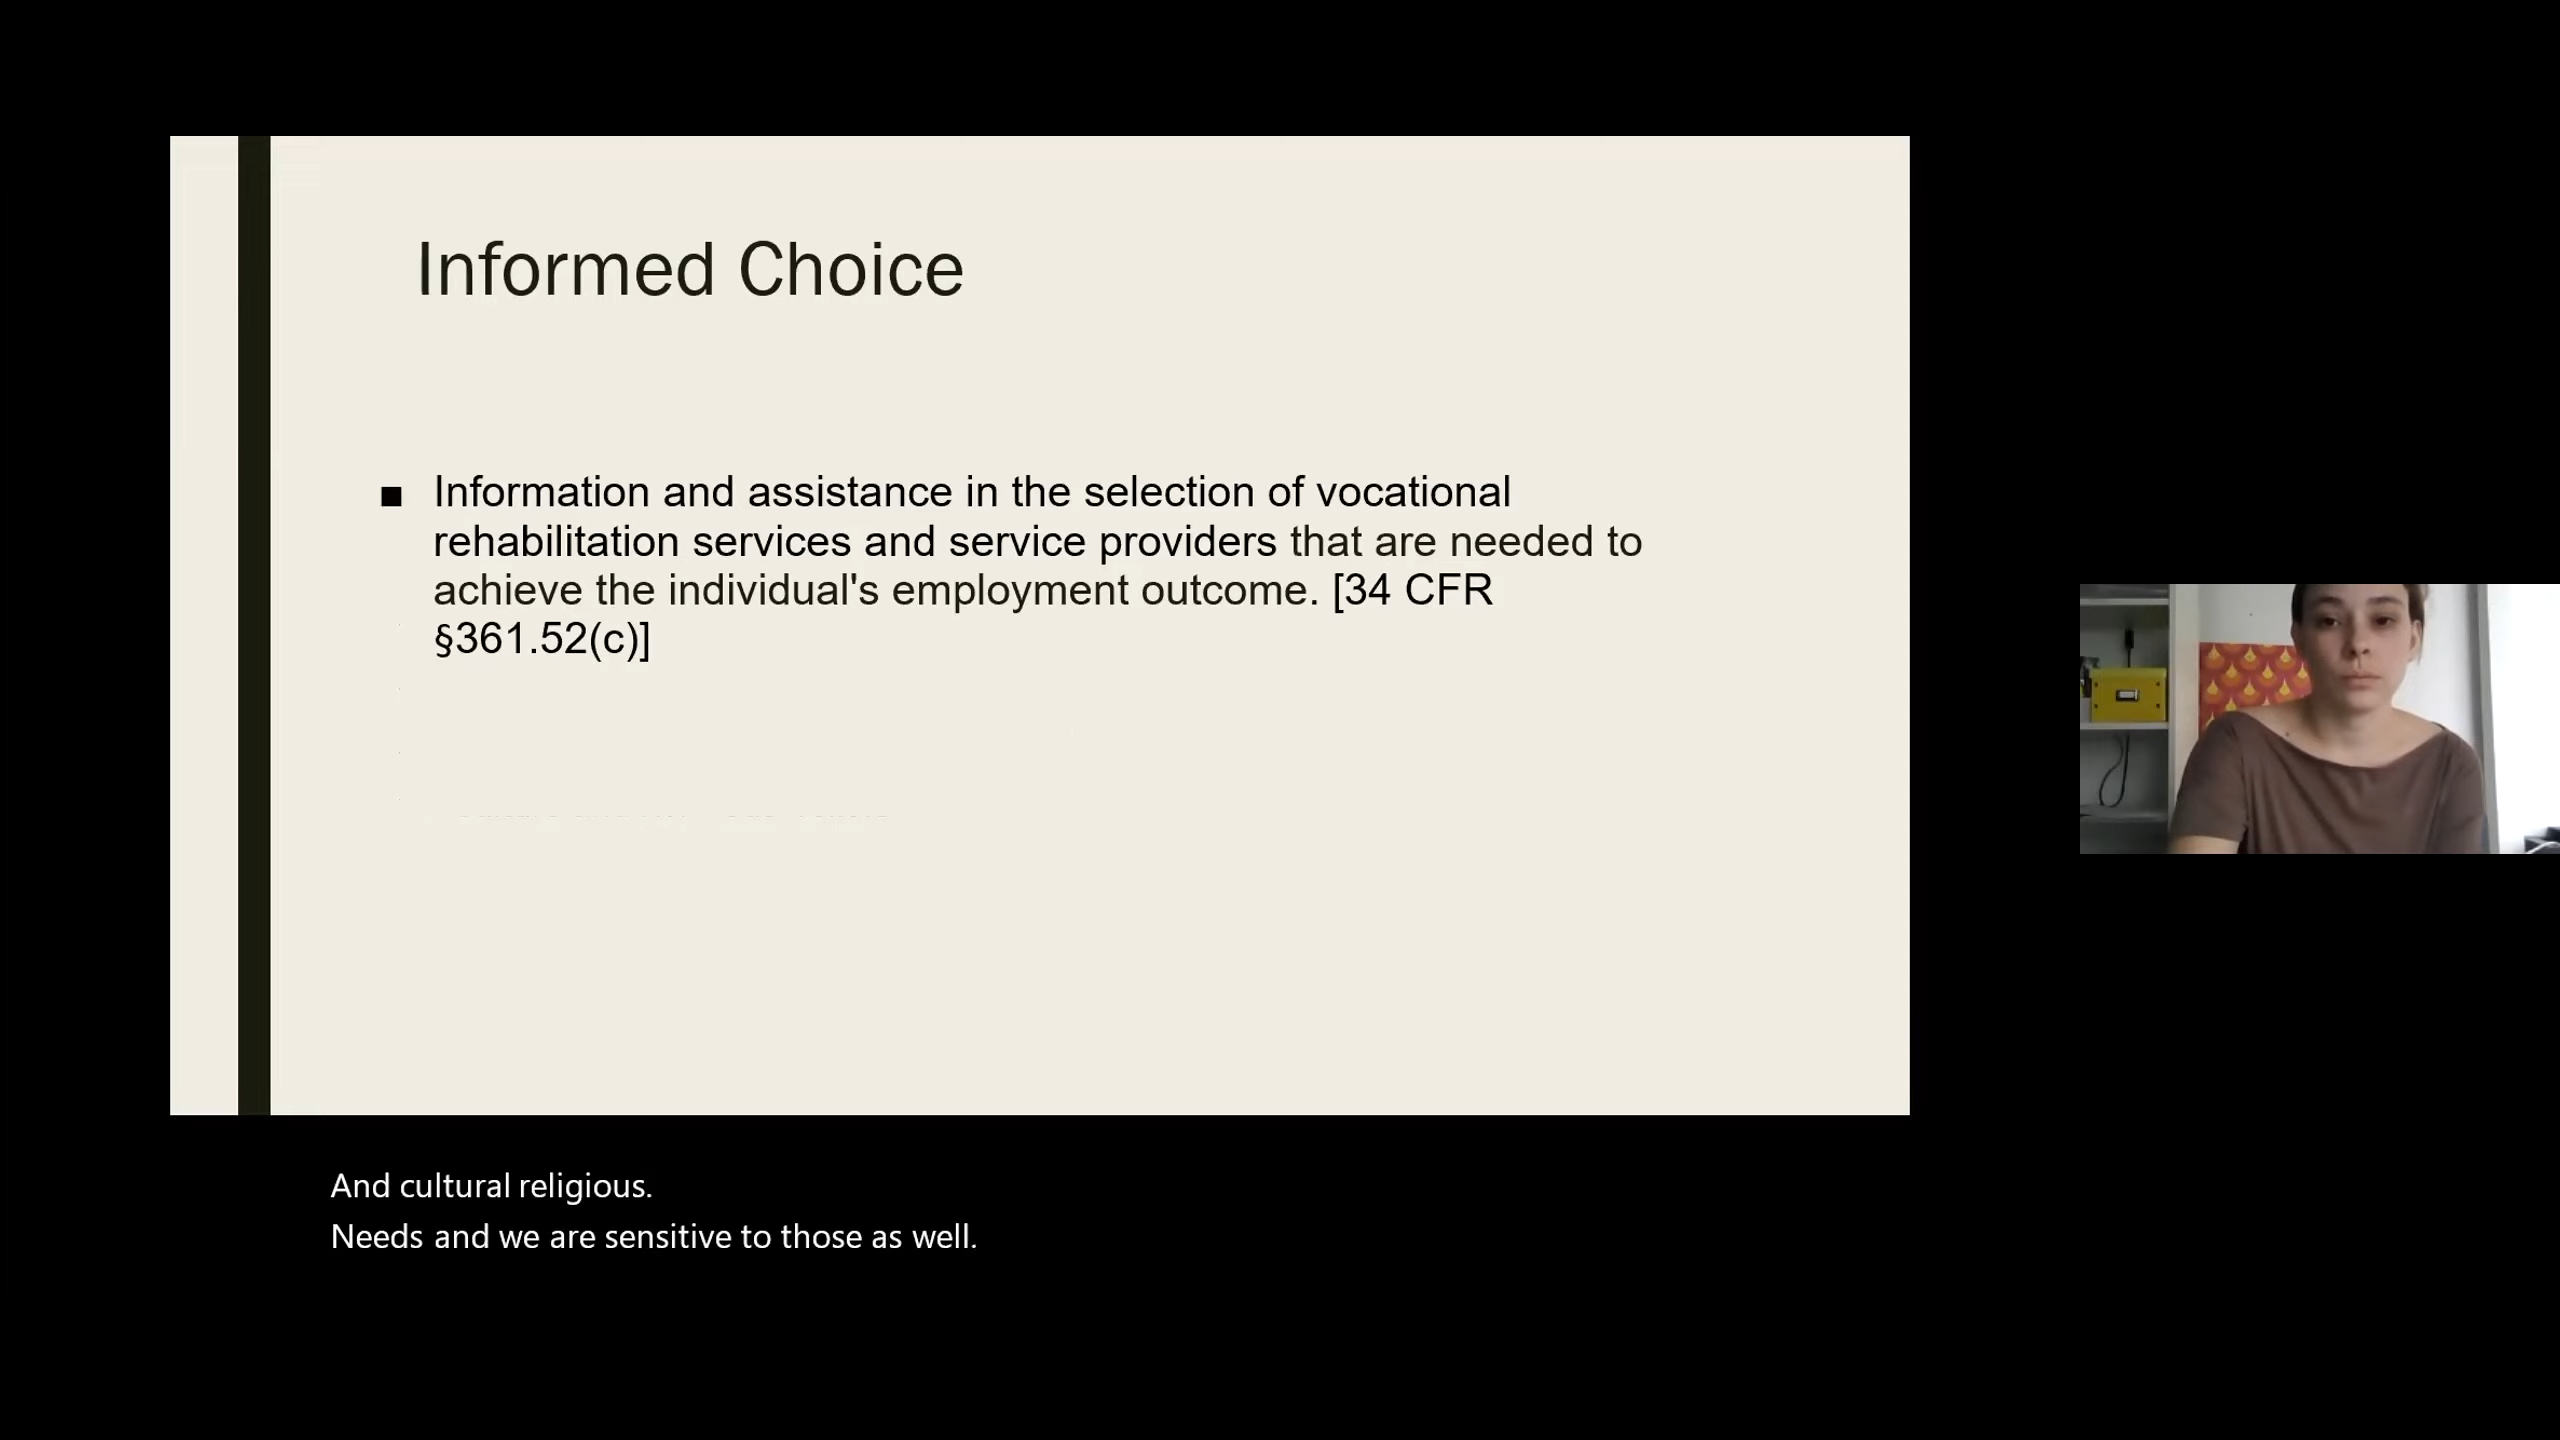 Informed Choice
■ Information and assistance in the selection of vocational
rehabilitation services and service providers that are needed to
achieve the individual's employment outcome. [34 CFR
§361.52(c)]
And cultural religious.
Needs and we are sensitive to those as well.